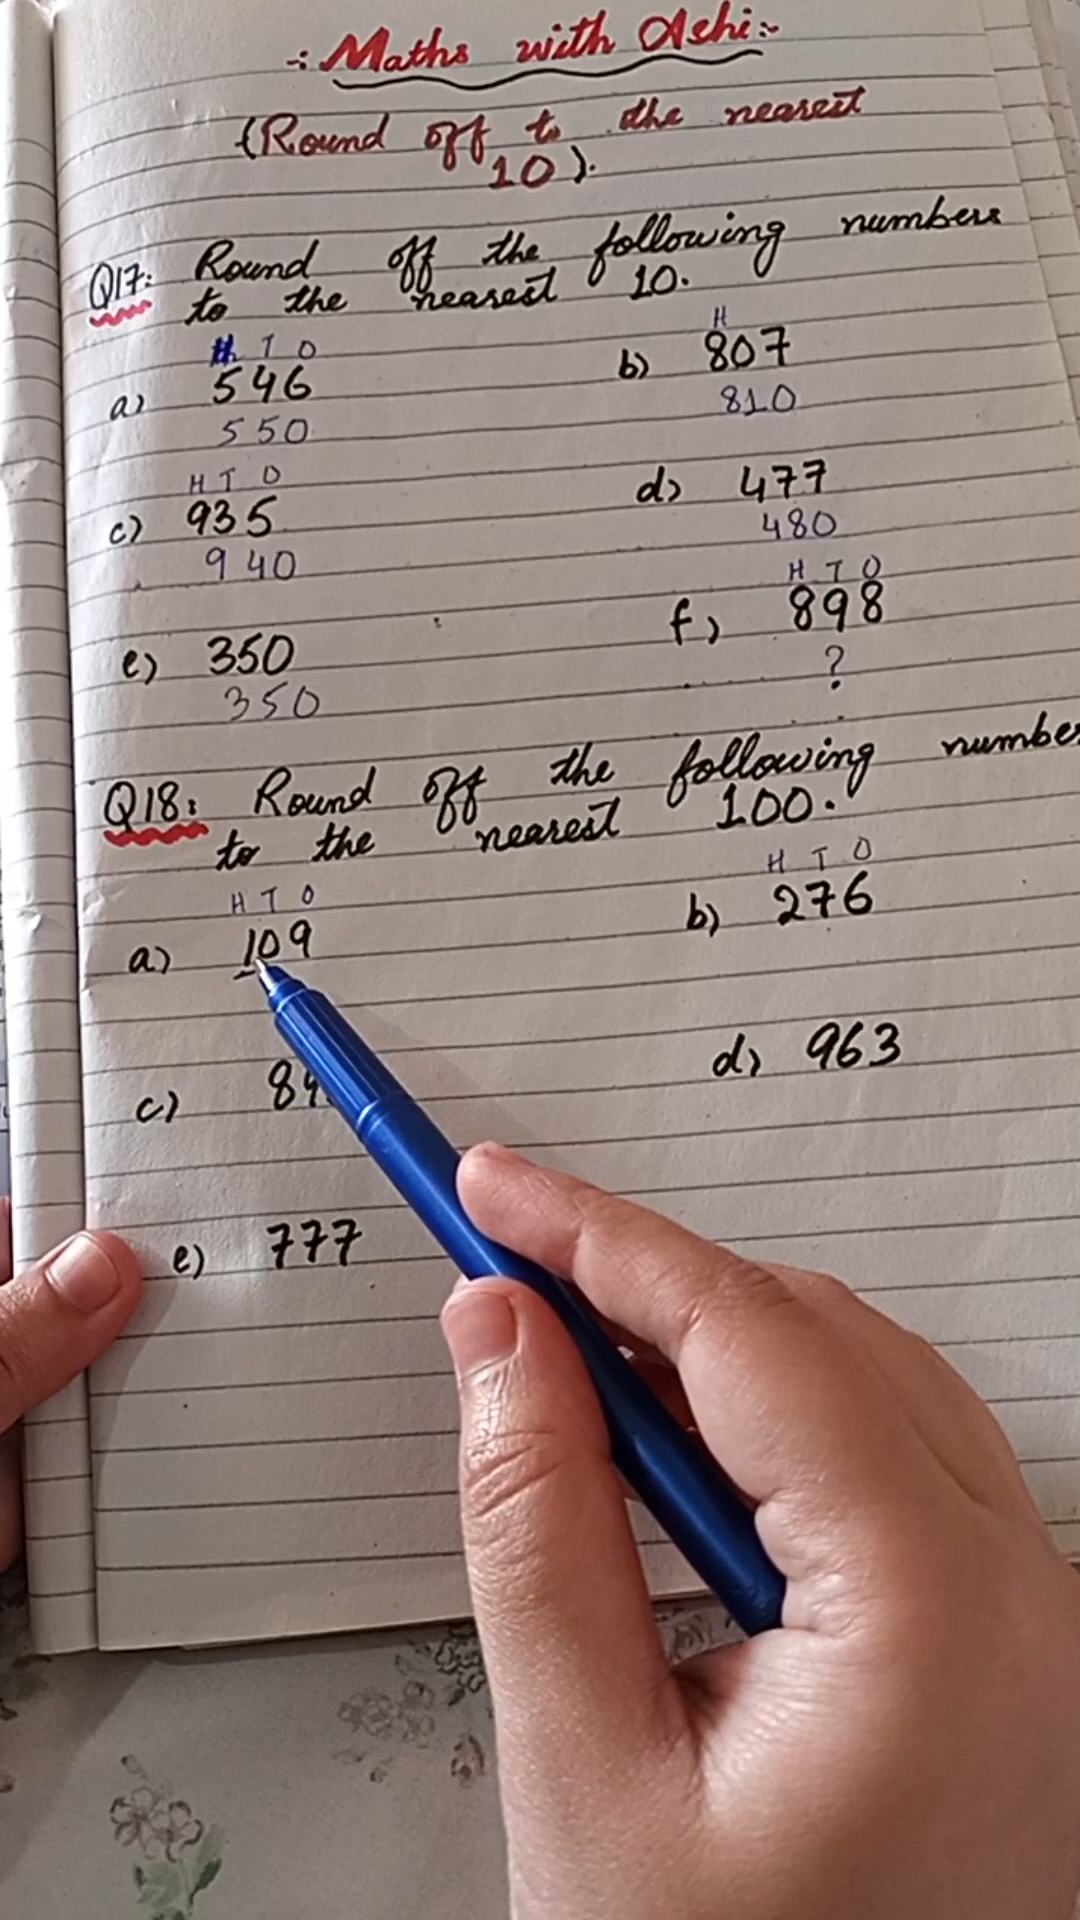 -: Maths with Ashi:-
(Round off to the nearest
10).
Q17: Round off the following numbers
to the nearest 10.
H T O
H
a) 546
b) 807
550
810
H T O
c) 935
d) 477
940
480
H T O
e) 350
f) 898
350
?
Q18: Round off the following number
to the nearest 100.
H T O
H T O
a) 109
b) 276
c) 84
d) 963
e) 777